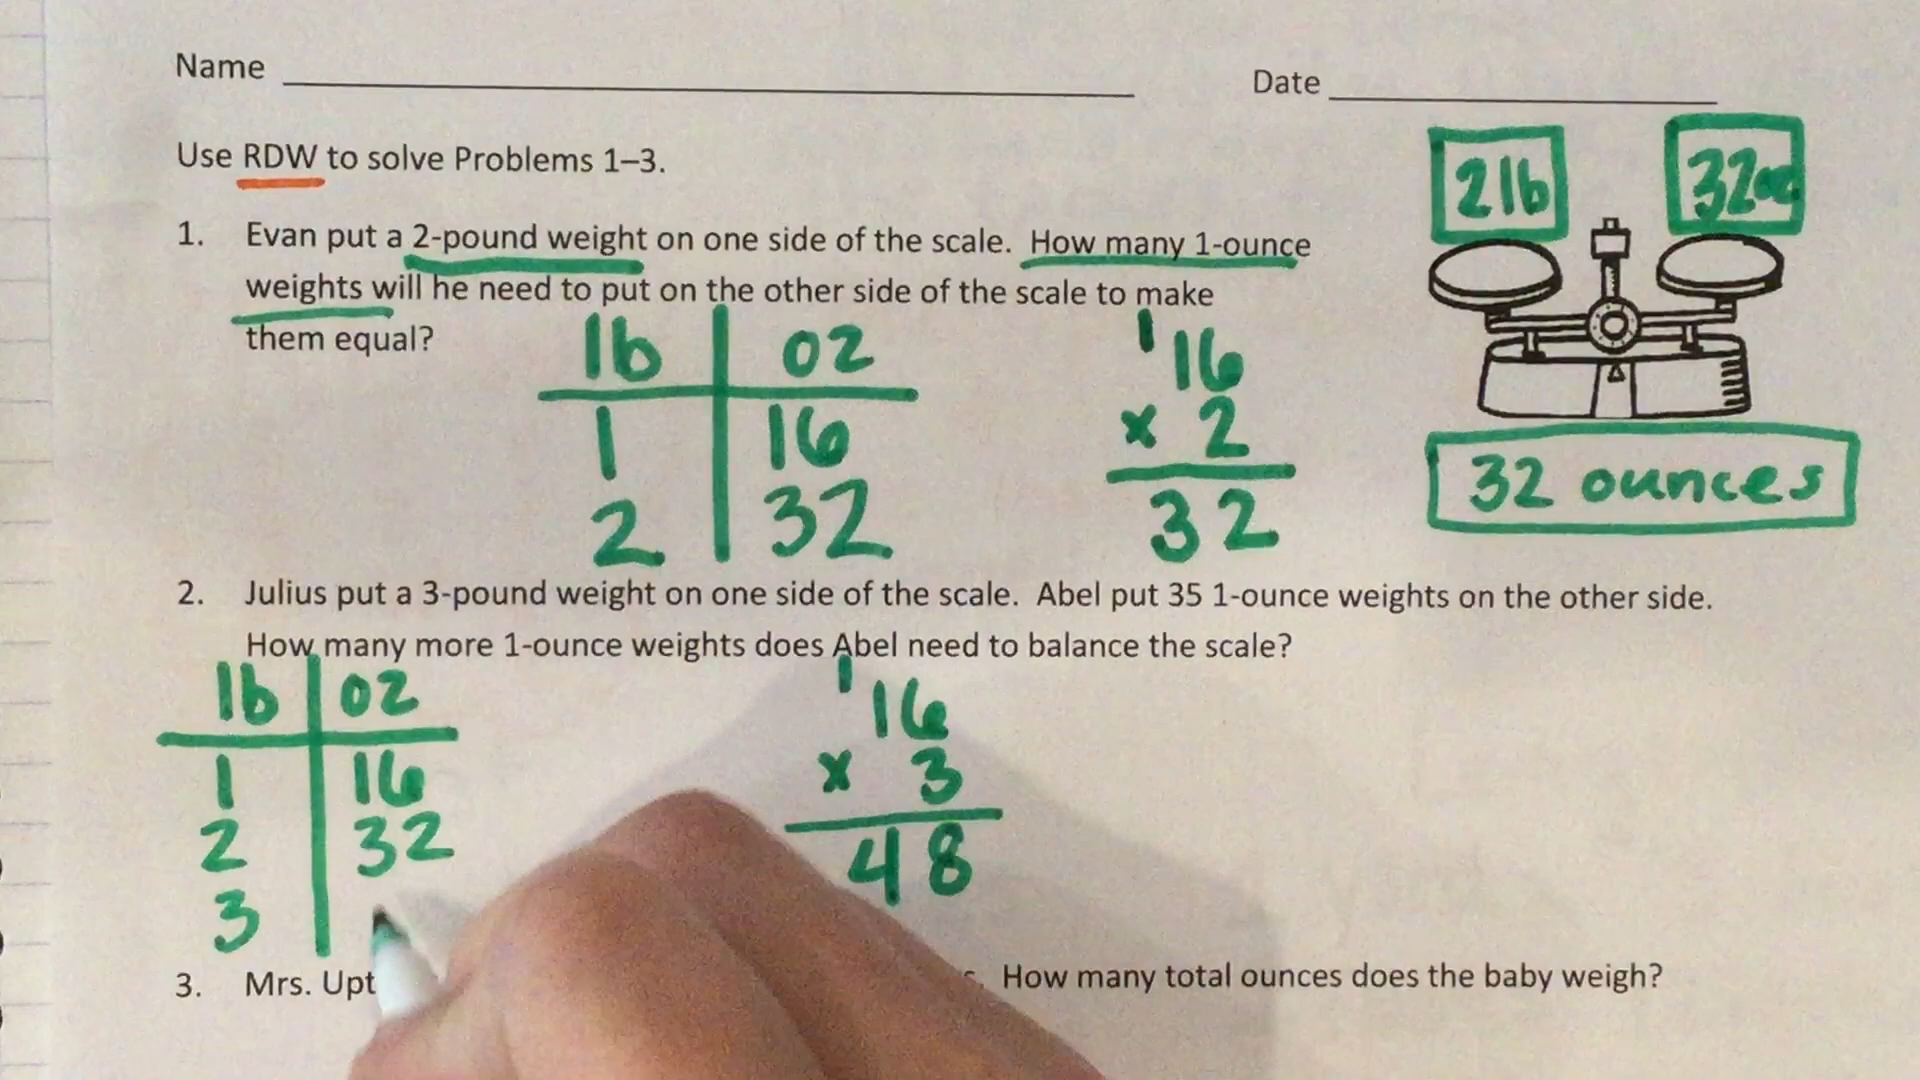 Name
Date
Use RDW to solve Problems 1–3.
2lb
32oz
1. Evan put a 2-pound weight on one side of the scale. How many 1-ounce
weights will he need to put on the other side of the scale to make
them equal?
lb oz
1 16
2 32
1
16
x 2
32
32 ounces
2. Julius put a 3-pound weight on one side of the scale. Abel put 35 1-ounce weights on the other side.
How many more 1-ounce weights does Abel need to balance the scale?
lb oz
1 16
2 32
3
1
16
x 3
48
3. Mrs. How many total ounces does the baby weigh?